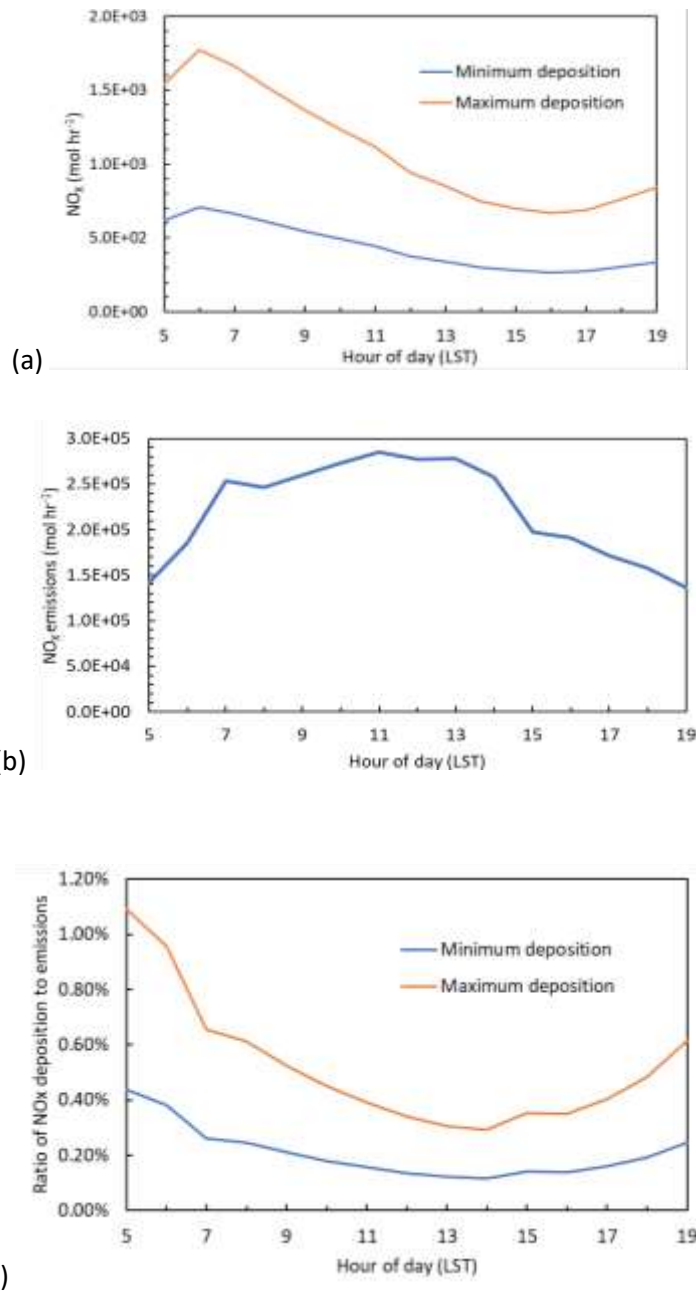 2.0E+03
1.5E+03
1.0E+03
5.0E+02
0.0E+00
NOx (mol hr⁻¹)
Minimum deposition
Maximum deposition
5 7 9 11 13 15 17 19
Hour of day (LST)
(a)
3.0E+05
2.5E+05
2.0E+05
1.5E+05
1.0E+05
5.0E+04
0.0E+00
NOx emissions (mol hr⁻¹)
5 7 9 11 13 15 17 19
Hour of day (LST)
b)
1.20%
1.00%
0.80%
0.60%
0.40%
0.20%
0.00%
Ratio of NOx deposition to emissions
Minimum deposition
Maximum deposition
5 7 9 11 13 15 17 19
Hour of day (LST)
)